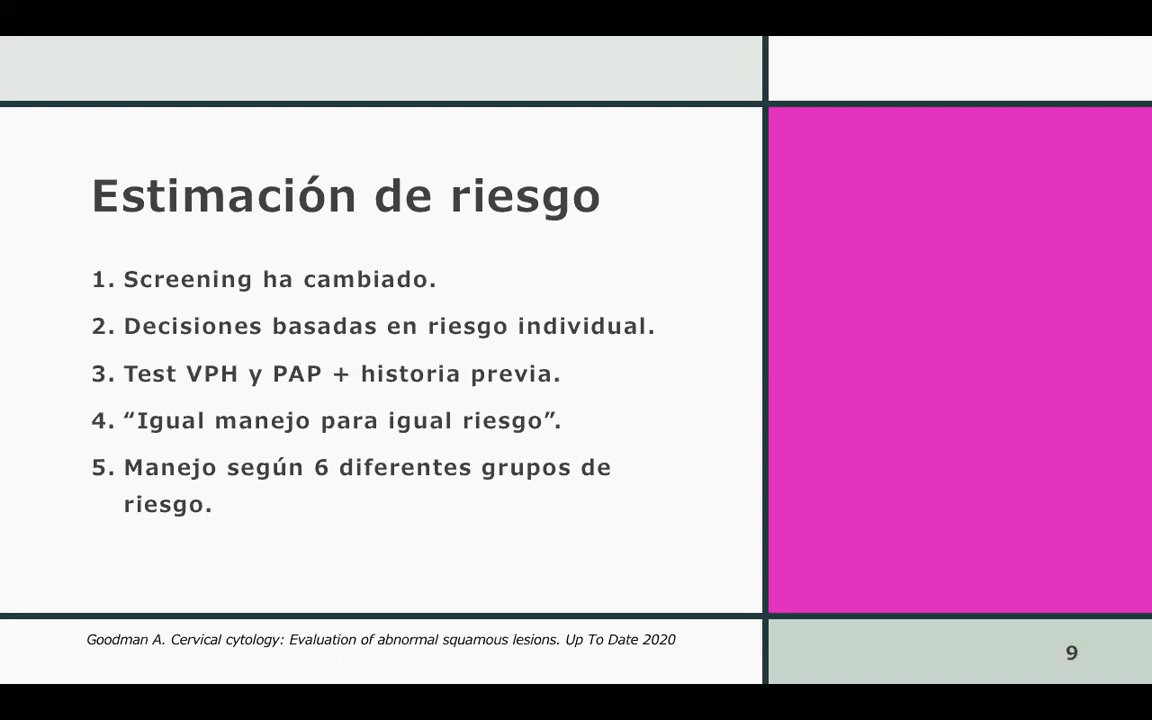 Estimación de riesgo
1. Screening ha cambiado.
2. Decisiones basadas en riesgo individual.
3. Test VPH y PAP + historia previa.
4. “Igual manejo para igual riesgo”.
5. Manejo según 6 diferentes grupos de
riesgo.
Goodman A. Cervical cytology: Evaluation of abnormal squamous lesions. Up To Date 2020
9